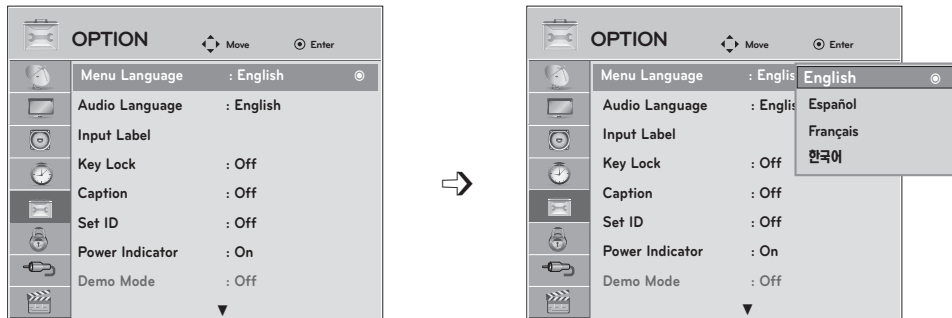 OPTION Move Enter
Menu Language : English
Audio Language : English
Input Label
Key Lock : Off
Caption : Off
Set ID : Off
Power Indicator : On
Demo Mode : Off
OPTION Move Enter
Menu Language : Englis
Audio Language : Englis
Input Label
Key Lock : Off
Caption : Off
Set ID : Off
Power Indicator : On
Demo Mode : Off
English
Español
Français
한국어